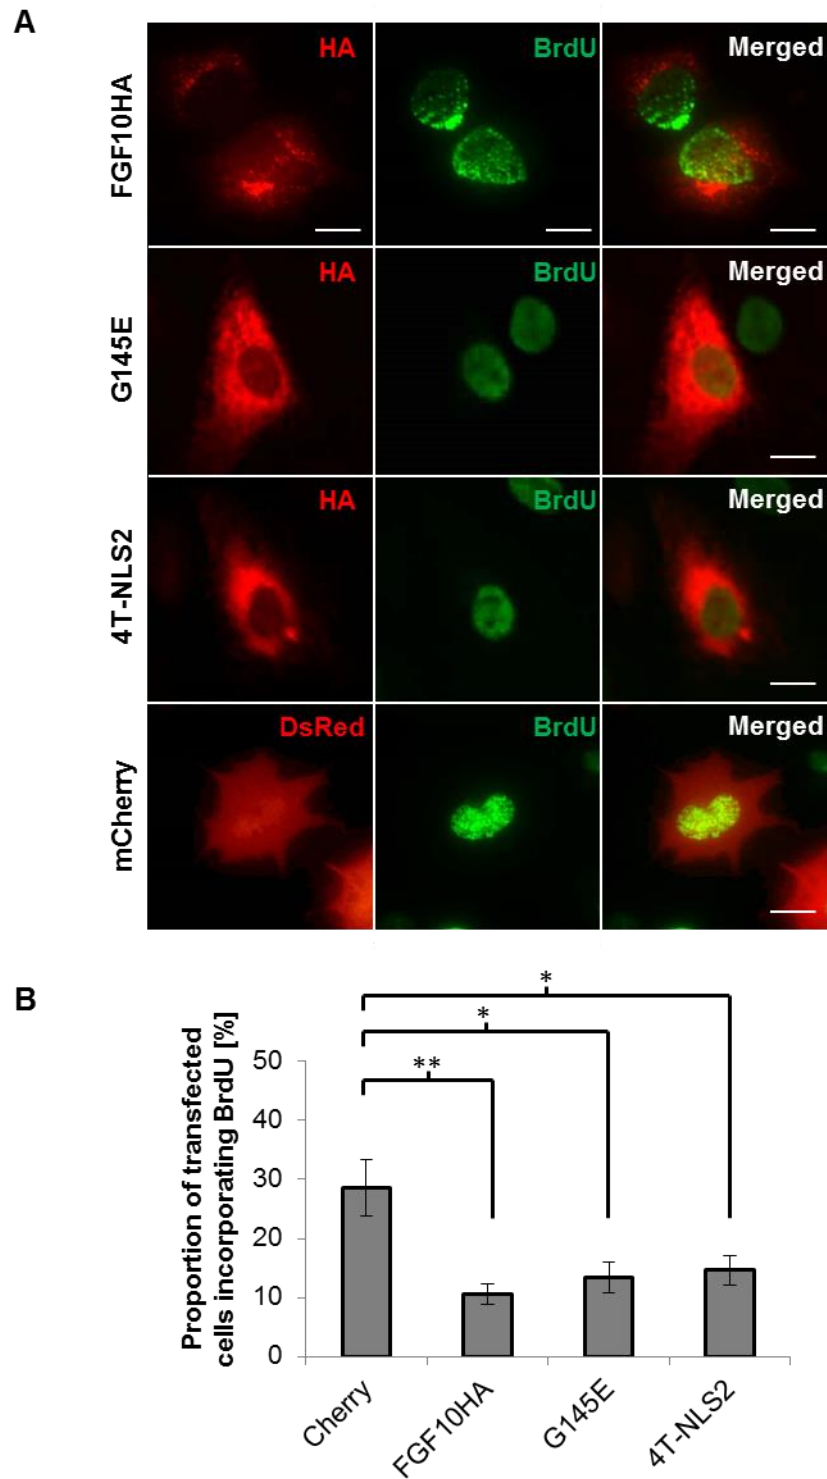 A
FGF10HA
HA
BrdU
Merged
G145E
HA
BrdU
Merged
4T-NLS2
HA
BrdU
Merged
mCherry
DsRed
BrdU
Merged
B
Proportion of transfected
cells incorporating BrdU [%]
*
*
**
50
40
30
20
10
0
Cherry
FGF10HA
G145E
4T-NLS2